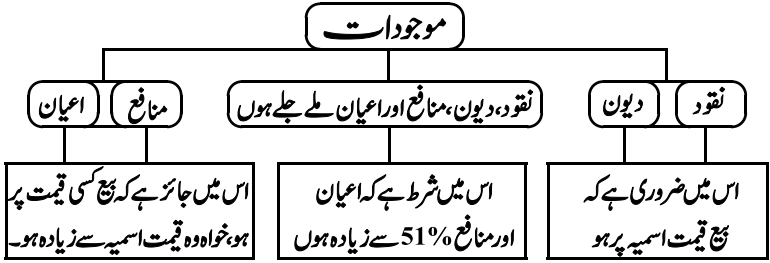 موجودات
نقود
دیون
نقود، دیون، منافع اور اعیان ملے جلے ہوں
منافع
اعیان
اس میں ضروری ہے کہ
بیع قیمت اسمیہ پر ہو
اس میں شرط ہے کہ اعیان
اور منافع 51% سے زیادہ ہوں
اس میں جائز ہے کہ بیع کسی قیمت پر
ہو، خواہ وہ قیمت اسمیہ سے زیادہ ہو۔